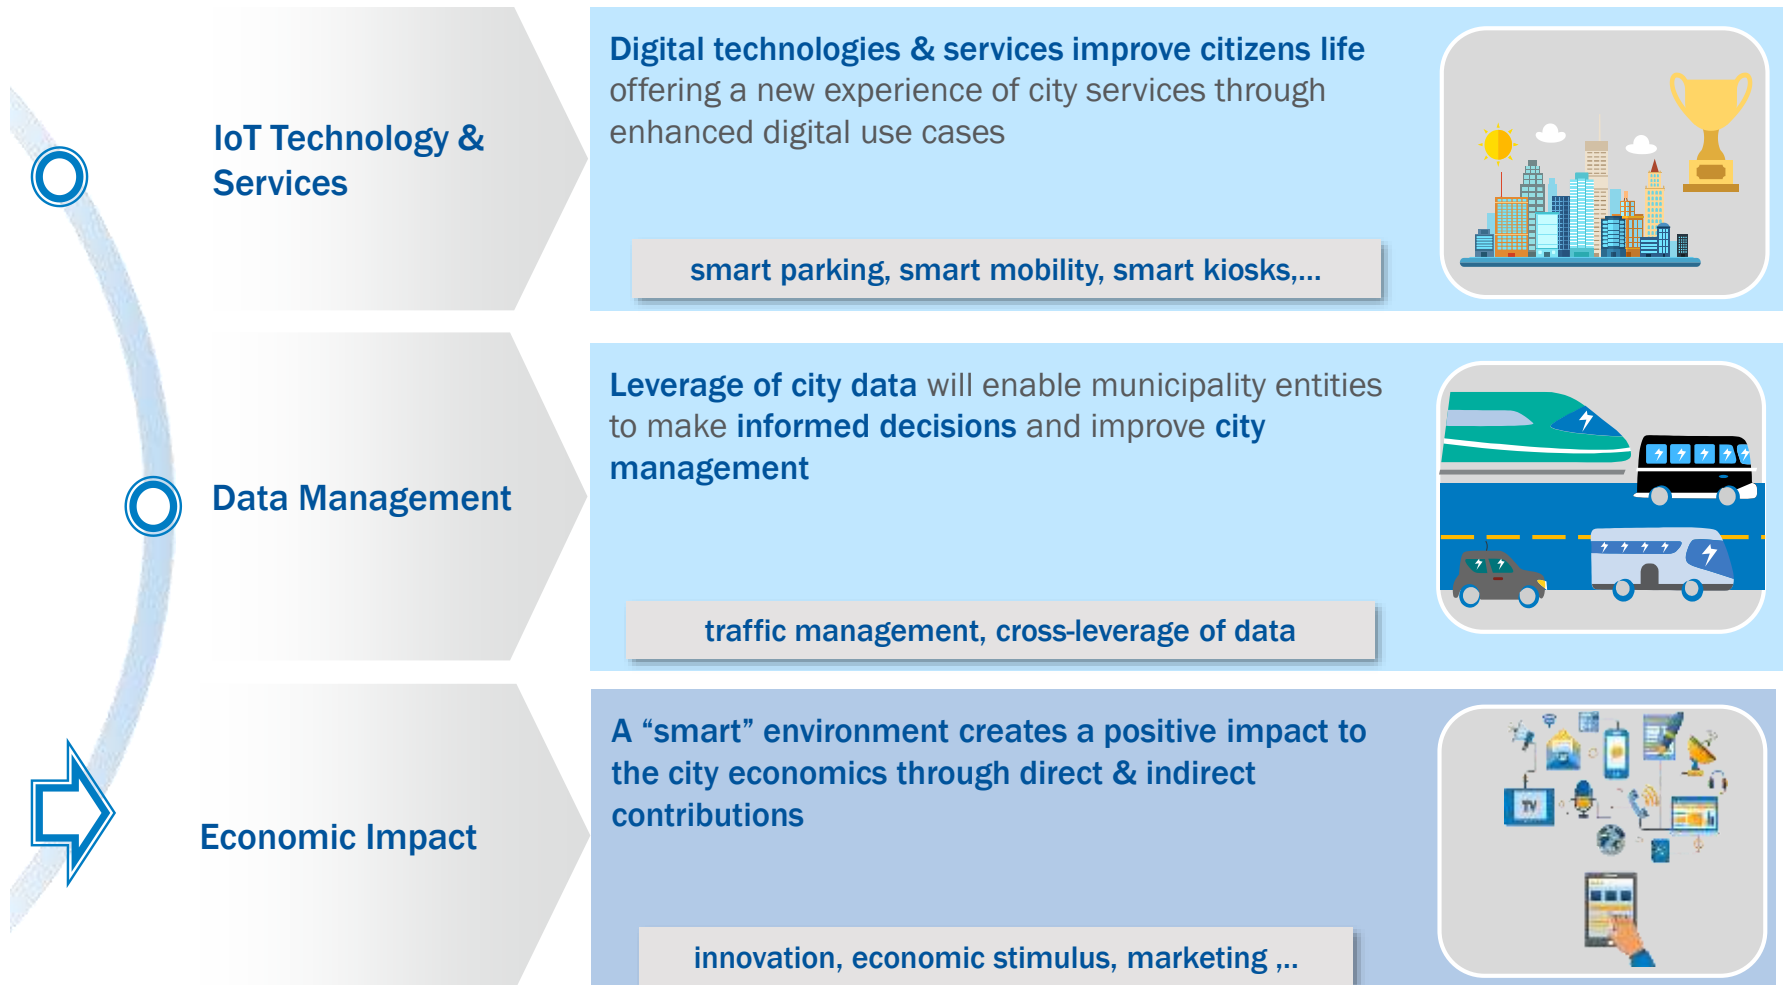 IoT Technology &
Services
Digital technologies & services improve citizens life
offering a new experience of city services through
enhanced digital use cases
smart parking, smart mobility, smart kiosks,...
Data Management
Leverage of city data will enable municipality entities
to make informed decisions and improve city
management
traffic management, cross-leverage of data
Economic Impact
A “smart” environment creates a positive impact to
the city economics through direct & indirect
contributions
TV
innovation, economic stimulus, marketing ,..